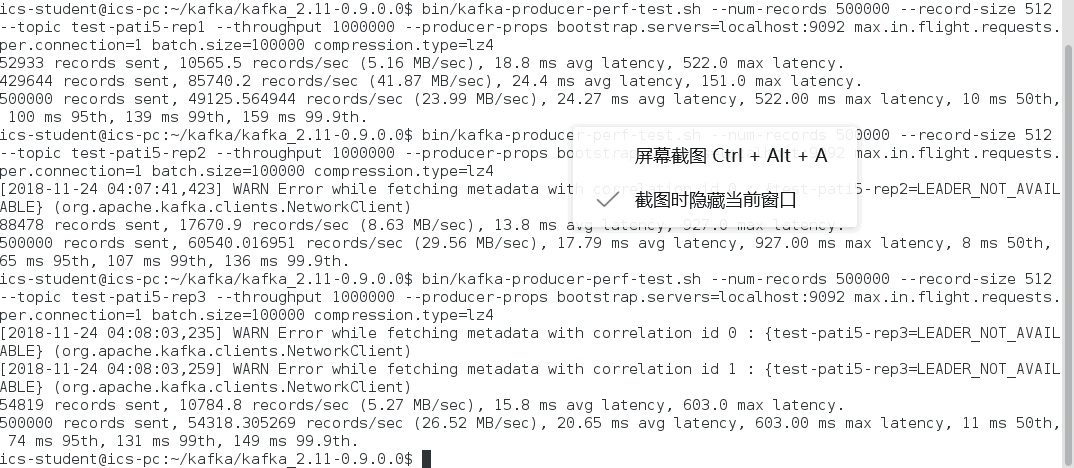 ics-student@ics-pc:~/kafka/kafka_2.11-0.9.0.0$ bin/kafka-producer-perf-test.sh --num-records 500000 --record-size 512
--topic test-pati5-rep1 --throughput 1000000 --producer-props bootstrap.servers=localhost:9092 max.in.flight.requests.
per.connection=1 batch.size=100000 compression.type=lz4
52933 records sent, 10565.5 records/sec (5.16 MB/sec), 18.8 ms avg latency, 522.0 max latency.
429644 records sent, 85740.2 records/sec (41.87 MB/sec), 24.4 ms avg latency, 151.0 max latency.
500000 records sent, 49125.564944 records/sec (23.99 MB/sec), 24.27 ms avg latency, 522.00 ms max latency, 10 ms 50th,
100 ms 95th, 139 ms 99th, 159 ms 99.9th.
ics-student@ics-pc:~/kafka/kafka_2.11-0.9.0.0$ bin/kafka-producer-perf-test.sh --num-records 500000 --record-size 512
--topic test-pati5-rep2 --throughput 1000000 --producer-props bootstrap.servers=localhost:9092 max.in.flight.requests.
per.connection=1 batch.size=100000 compression.type=lz4
屏幕截图 Ctrl + Alt + A
[2018-11-24 04:07:41,423] WARN Error while fetching metadata with correlation id 0 : {test-pati5-rep2=LEADER_NOT_AVAIL
截图时隐藏当前窗口
ABLE} (org.apache.kafka.clients.NetworkClient)
88478 records sent, 17670.9 records/sec (8.63 MB/sec), 13.8 ms avg latency, 927.0 max latency.
500000 records sent, 60540.016951 records/sec (29.56 MB/sec), 17.79 ms avg latency, 927.00 ms max latency, 8 ms 50th,
65 ms 95th, 107 ms 99th, 136 ms 99.9th.
ics-student@ics-pc:~/kafka/kafka_2.11-0.9.0.0$ bin/kafka-producer-perf-test.sh --num-records 500000 --record-size 512
--topic test-pati5-rep3 --throughput 1000000 --producer-props bootstrap.servers=localhost:9092 max.in.flight.requests.
per.connection=1 batch.size=100000 compression.type=lz4
[2018-11-24 04:08:03,235] WARN Error while fetching metadata with correlation id 0 : {test-pati5-rep3=LEADER_NOT_AVAIL
ABLE} (org.apache.kafka.clients.NetworkClient)
[2018-11-24 04:08:03,259] WARN Error while fetching metadata with correlation id 1 : {test-pati5-rep3=LEADER_NOT_AVAIL
ABLE} (org.apache.kafka.clients.NetworkClient)
54819 records sent, 10784.8 records/sec (5.27 MB/sec), 15.8 ms avg latency, 603.0 max latency.
500000 records sent, 54318.305269 records/sec (26.52 MB/sec), 20.65 ms avg latency, 603.00 ms max latency, 11 ms 50th,
74 ms 95th, 131 ms 99th, 149 ms 99.9th.
ics-student@ics-pc:~/kafka/kafka_2.11-0.9.0.0$